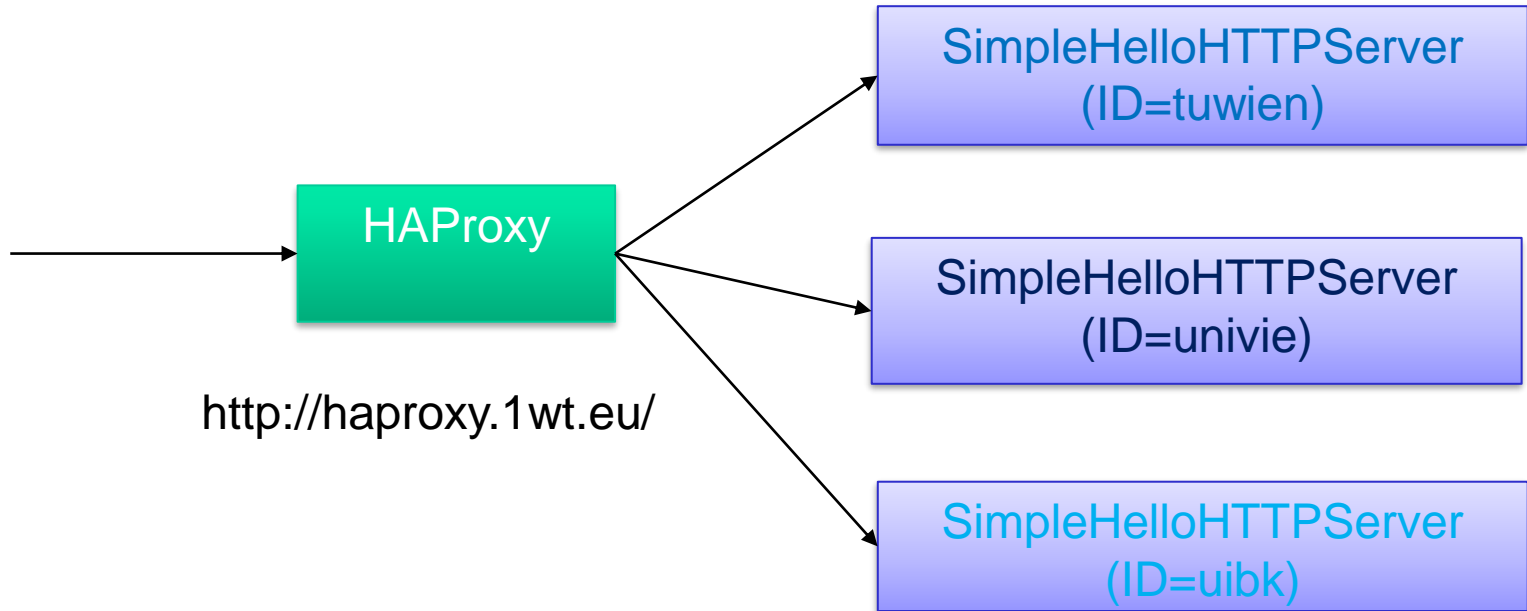 SimpleHelloHTTPServer
(ID=tuwien)
HAProxy
SimpleHelloHTTPServer
(ID=univie)
http://haproxy.1wt.eu/
SimpleHelloHTTPServer
(ID=uibk)